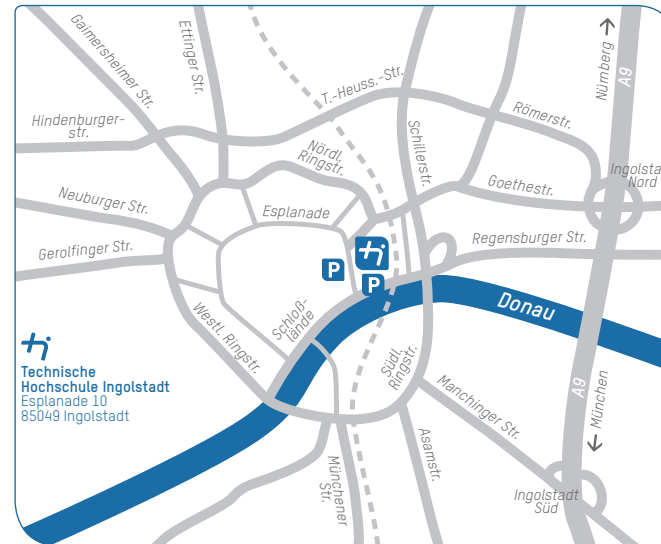 Gaimersheimer Str.
Ettinger Str.
Nürnberg
A9
T.-Heuss.-Str.
Hindenburger-
str.
Römerstr.
Schillerstr.
Nördl.
Ringstr.
Ingolsta
Nord
Goethestr.
Neuburger Str.
Esplanade
Gerolfinger Str.
Regensburger Str.
P
P
Donau
Schloß-
lände
Westl. Ringstr.
Südl.
Ringstr.
Technische
Hochschule Ingolstadt
Esplanade 10
85049 Ingolstadt
A9
München
Manchinger Str.
Asamstr.
Münchener
Str.
Ingolstadt
Süd